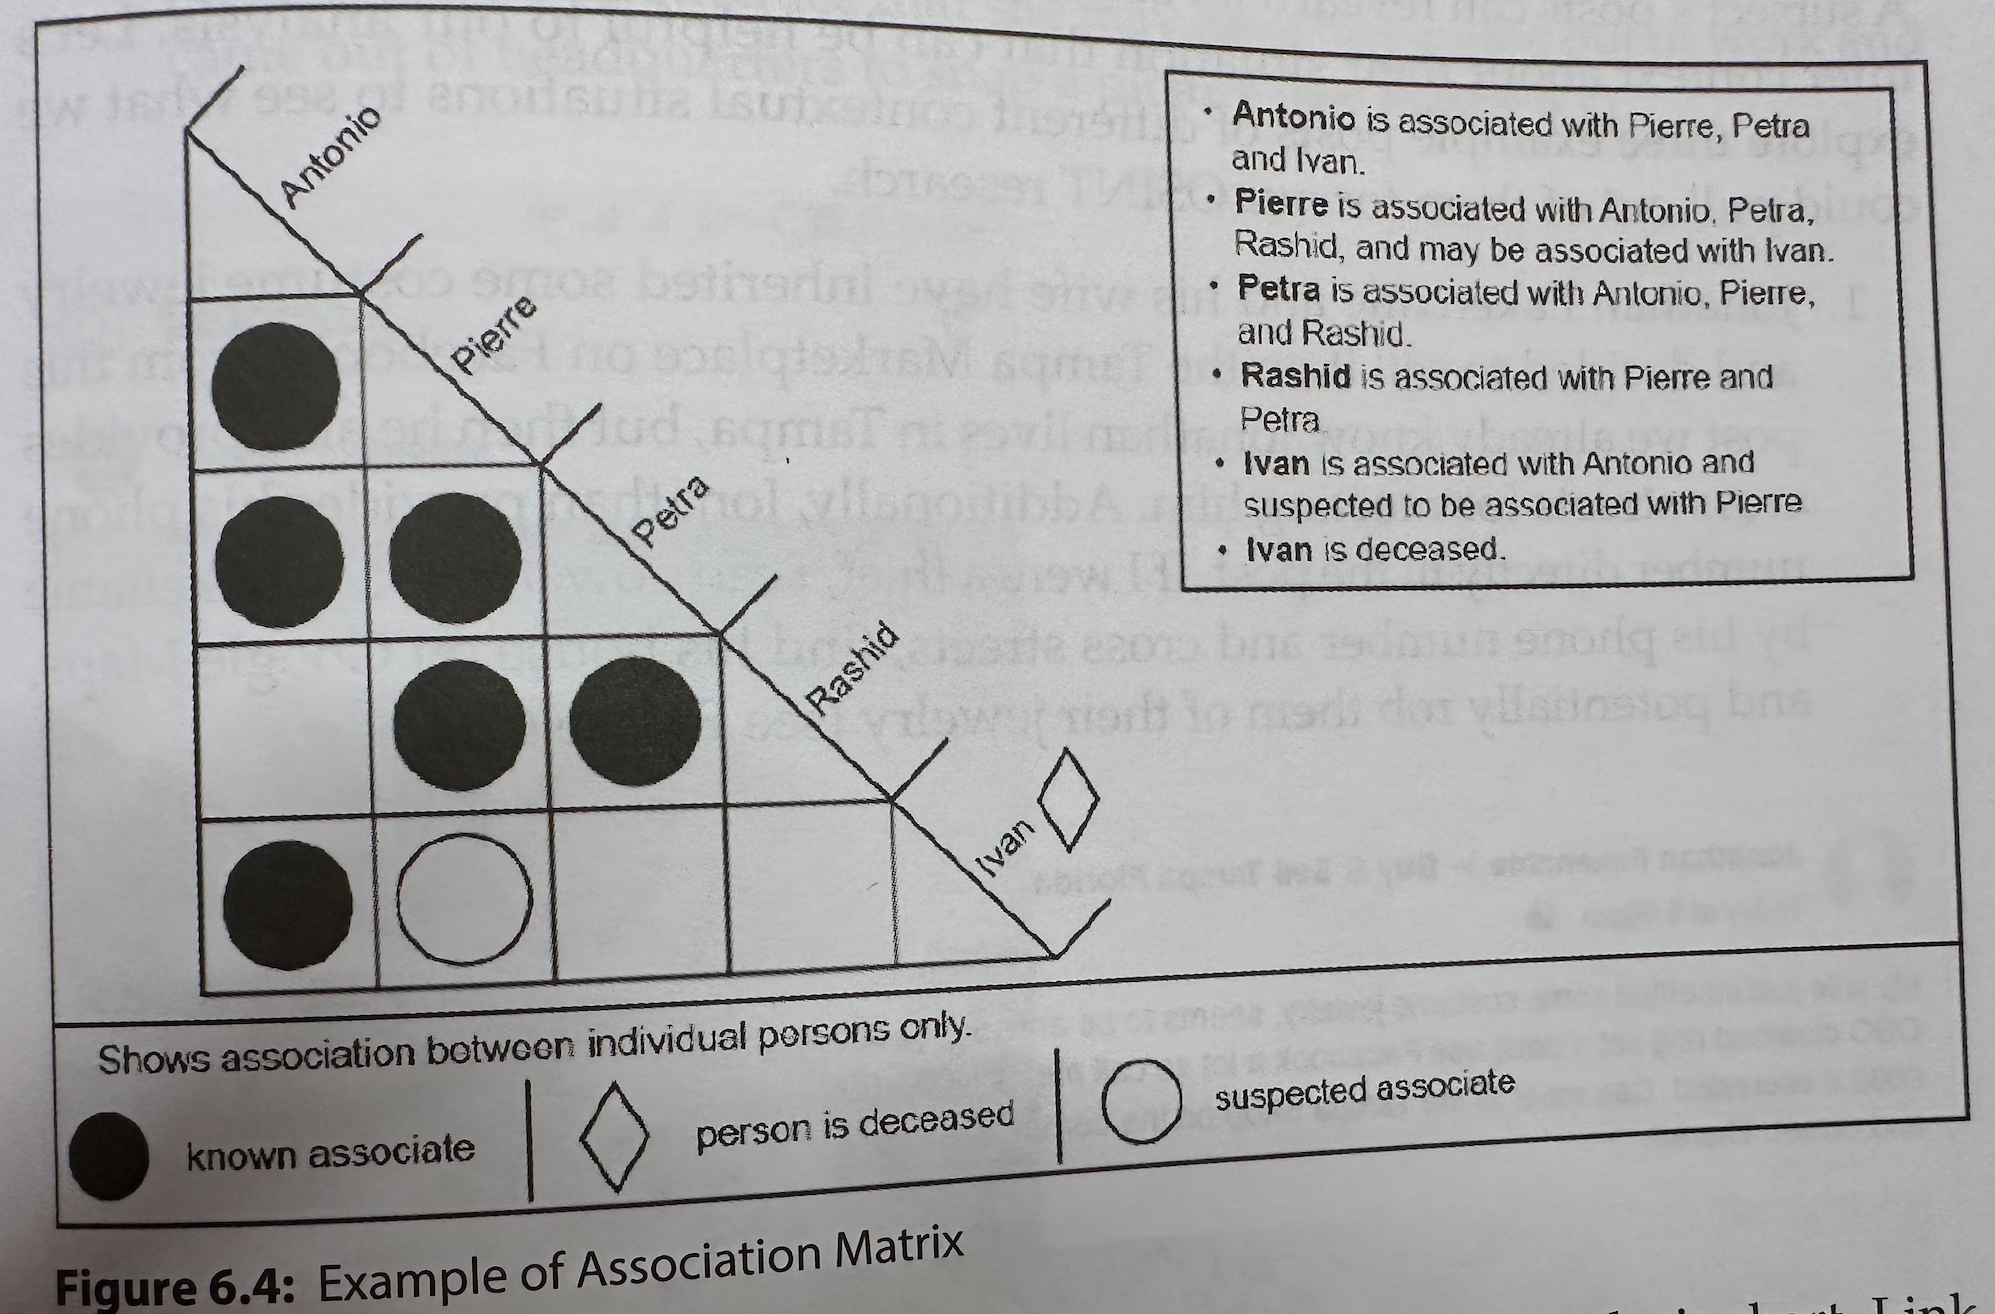 Antonio
Pierre
Petra
Rashid
Ivan
• Antonio is associated with Pierre, Petra
and Ivan.
• Pierre is associated with Antonio, Petra,
Rashid, and may be associated with Ivan.
• Petra is associated with Antonio, Pierre,
and Rashid.
• Rashid is associated with Pierre and
Petra
• Ivan is associated with Antonio and
suspected to be associated with Pierre
• Ivan is deceased.
Shows association between individual persons only.
known associate
person is deceased
suspected associate
Figure 6.4: Example of Association Matrix
Link